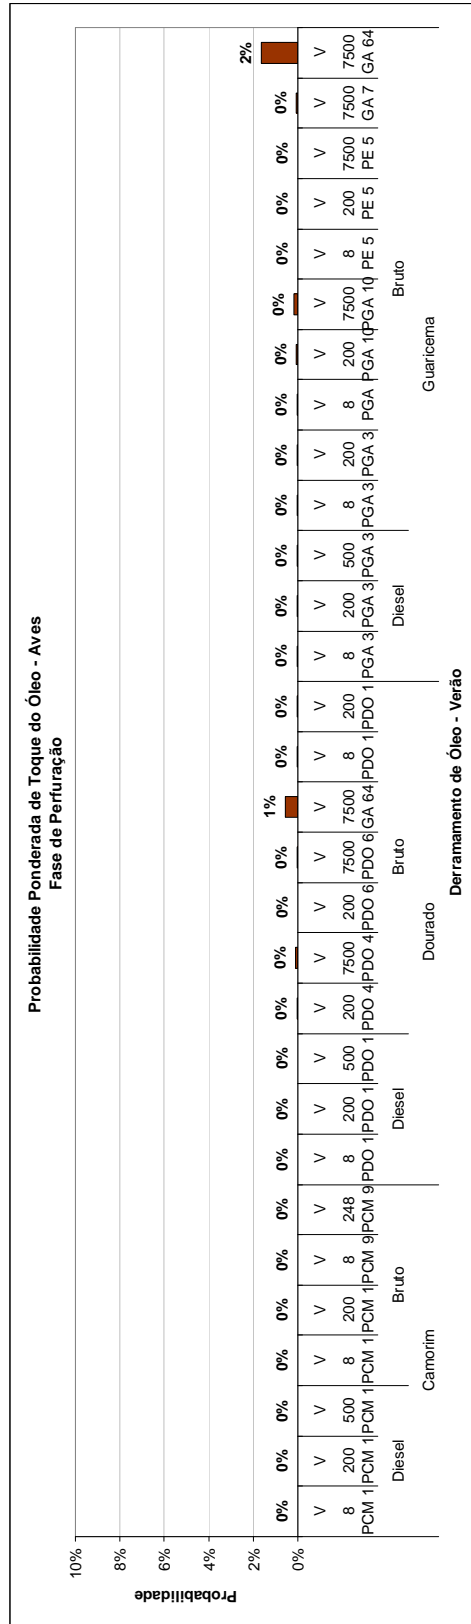 Probabilidade Ponderada de Toque do Óleo - Aves
Fase de Perfuração
Probabilidade
10%
8%
6%
4%
2%
0%
0% 0% 0% 0% 0% 0% 0% 0% 0% 0% 0% 0% 0% 0% 1% 0% 0% 0% 0% 0% 0% 0% 0% 0% 0% 0% 0% 0% 0% 2%
V V V V V V V V V V V V V V V V V V V V V V V V V V V V V V
8 200 500 8 200 8 248 8 200 500 200 7500 200 7500 7500 8 200 8 200 500 8 200 8 200 7500 8 200 7500 7500 7500
PCM 1 PCM 1 PCM 1 PCM 1 PCM 1 PCM 9 PCM 9 PDO 1 PDO 1 PDO 1 PDO 4 PDO 4 PDO 6 PDO 6 GA 64 PDO 1 PDO 1 PGA 3 PGA 3 PGA 3 PGA 3 PGA 3 PGA PGA 10 PGA 10 PE 5 PE 5 PE 5 GA 7 GA 64
Diesel Bruto Diesel Bruto Diesel Bruto
Camorim Dourado Guaricema
Derramamento de Óleo - Verão